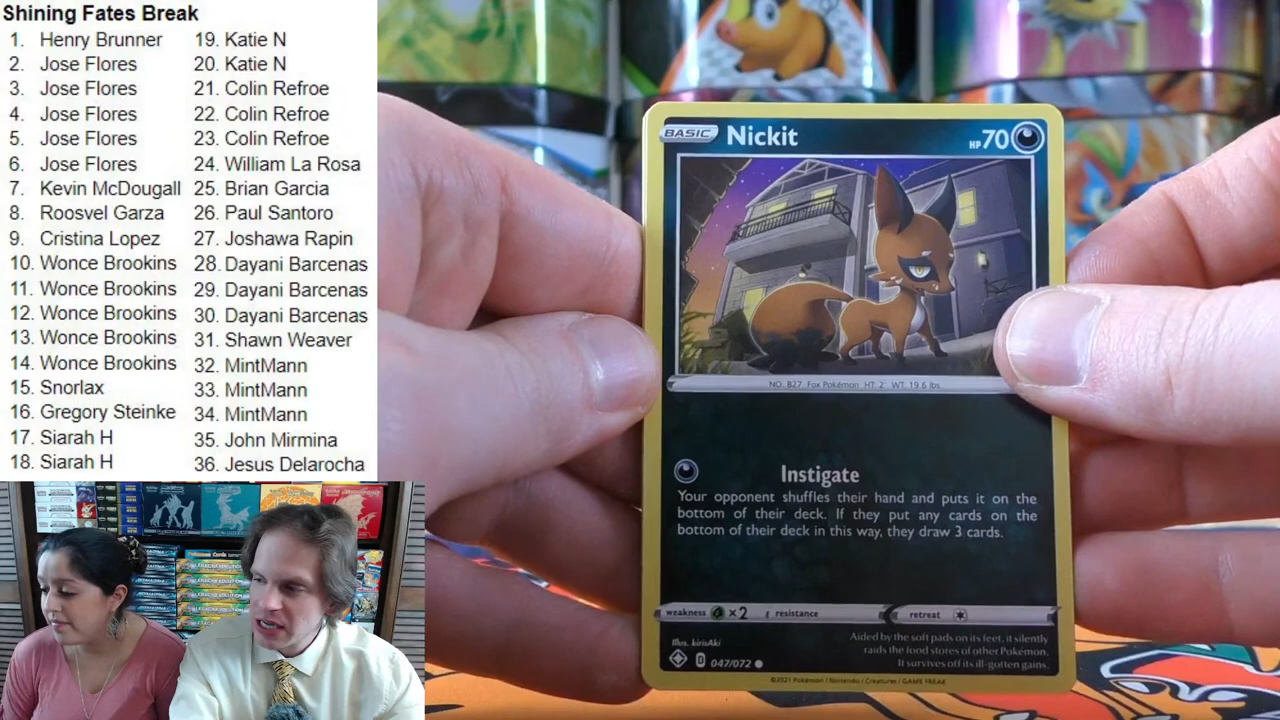 Shining Fates Break
1. Henry Brunner
2. Jose Flores
3. Jose Flores
4. Jose Flores
5. Jose Flores
6. Jose Flores
7. Kevin McDougall
8. Roosvel Garza
9. Cristina Lopez
10. Wonce Brookins
11. Wonce Brookins
12. Wonce Brookins
13. Wonce Brookins
14. Wonce Brookins
15. Snorlax
16. Gregory Steinke
17. Siarah H
18. Siarah H
19. Katie N
20. Katie N
21. Colin Refroe
22. Colin Refroe
23. Colin Refroe
24. William La Rosa
25. Brian Garcia
26. Paul Santoro
27. Joshawa Rapin
28. Dayani Barcenas
29. Dayani Barcenas
30. Dayani Barcenas
31. Shawn Weaver
32. MintMann
33. MintMann
34. MintMann
35. John Mirmina
36. Jesus Delarocha
BASIC Nickit HP70
NO. 827 Fox Pokémon HT: 2' WT: 19.6 lbs.
Instigate
Your opponent shuffles their hand and puts it on the
bottom of their deck. If they put any cards on the
bottom of their deck in this way, they draw 3 cards.
weakness ×2 resistance retreat
Illus. kirisAki
D 047/072
Aided by the soft pads on its feet, it silently
raids the food stores of other Pokémon.
It survives off its ill-gotten gains.
©2021 Pokémon / Nintendo / Creatures / GAME FREAK